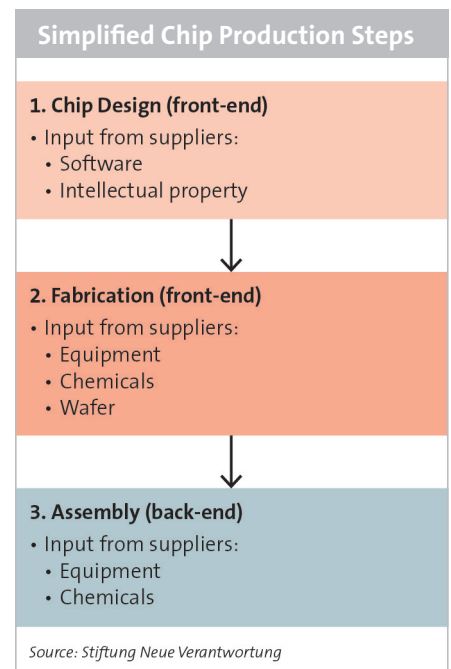 Simplified Chip Production Steps
1. Chip Design (front-end)
• Input from suppliers:
• Software
• Intellectual property
2. Fabrication (front-end)
• Input from suppliers:
• Equipment
• Chemicals
• Wafer
3. Assembly (back-end)
• Input from suppliers:
• Equipment
• Chemicals
Source: Stiftung Neue Verantwortung